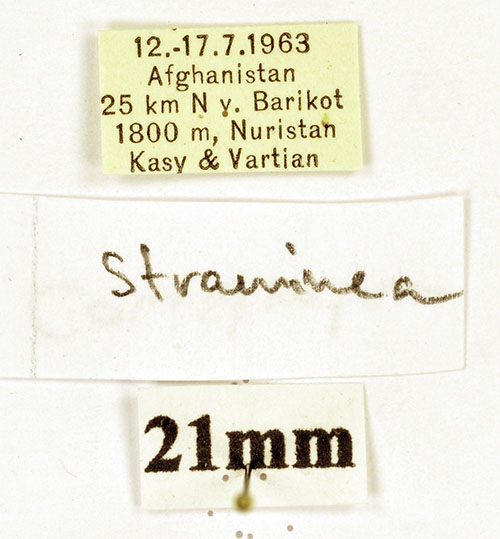 12.-17.7.1963
Afghanistan
25 km N v. Barikot
1800 m, Nuristan
Kasy & Vartian
Straminea
21mm